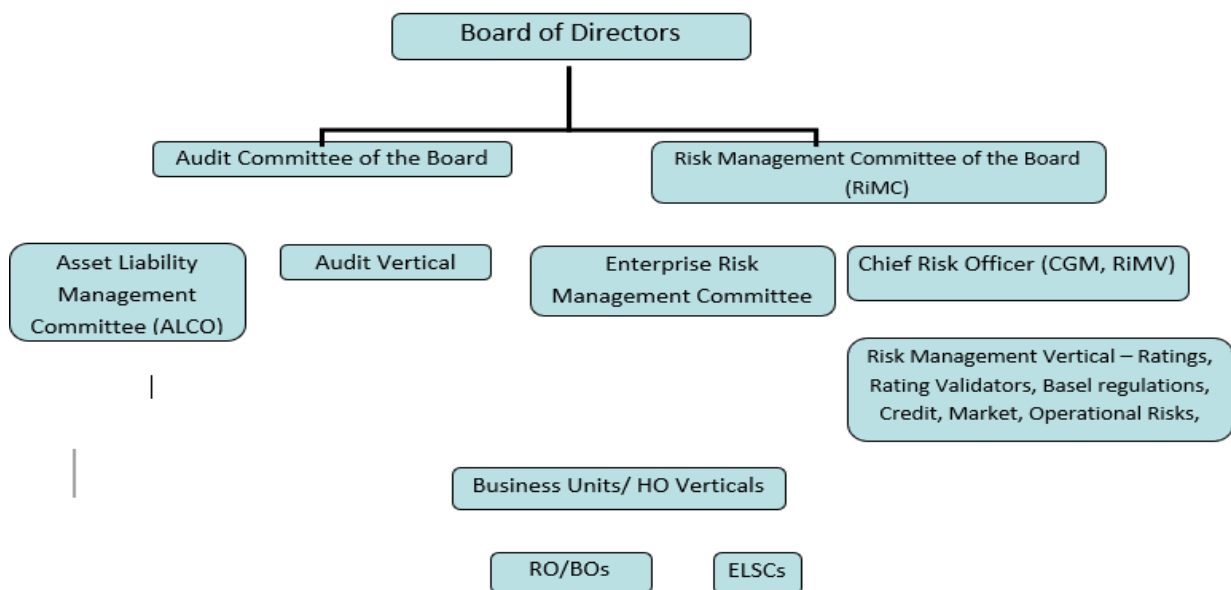 Board of Directors
Audit Committee of the Board
Risk Management Committee of the Board
(RiMC)
Asset Liability
Management
Committee (ALCO)
Audit Vertical
Enterprise Risk
Management Committee
Chief Risk Officer (CGM, RiMV)
Risk Management Vertical – Ratings,
Rating Validators, Basel regulations,
Credit, Market, Operational Risks,
Business Units/ HO Verticals
RO/BOs
ELSCs